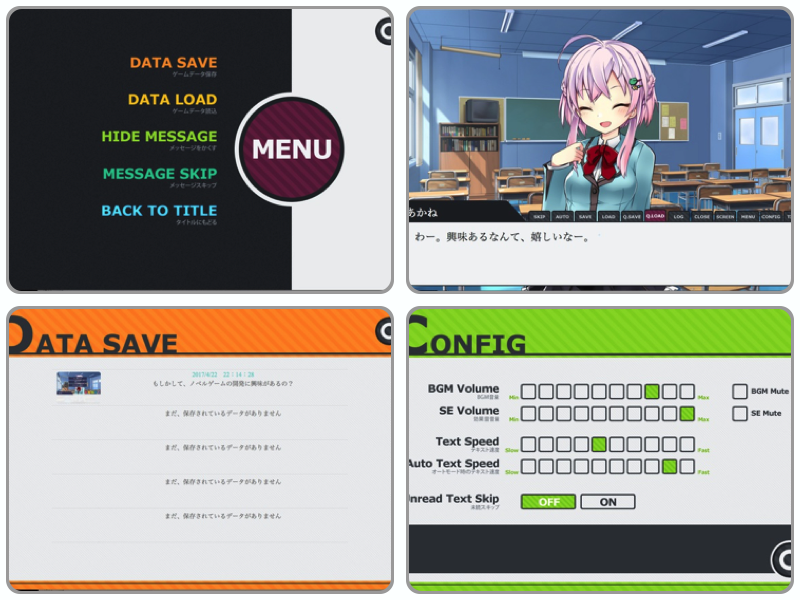 DATA SAVE
ゲームデータ保存
DATA LOAD
ゲームデータ読込
HIDE MESSAGE
メッセージをかくす
MESSAGE SKIP
メッセージスキップ
BACK TO TITLE
タイトルにもどる
MENU
あかね
SKIP AUTO SAVE LOAD Q.SAVE Q.LOAD LOG CLOSE SCREEN MENU CONFIG
わー。興味あるなんて、嬉しいなー。
DATA SAVE
2017/4/22 22:14:28
もしかして、ノベルゲームの開発に興味があるの？
まだ、保存されているデータがありません
まだ、保存されているデータがありません
まだ、保存されているデータがありません
まだ、保存されているデータがありません
CONFIG
BGM Volume
BGM音量
Min Max
BGM Mute
SE Volume
効果音音量
Min Max
SE Mute
Text Speed
テキスト速度
Slow Fast
Auto Text Speed
オートモード時のテキスト速度
Slow Fast
Unread Text Skip
未読スキップ
OFF ON